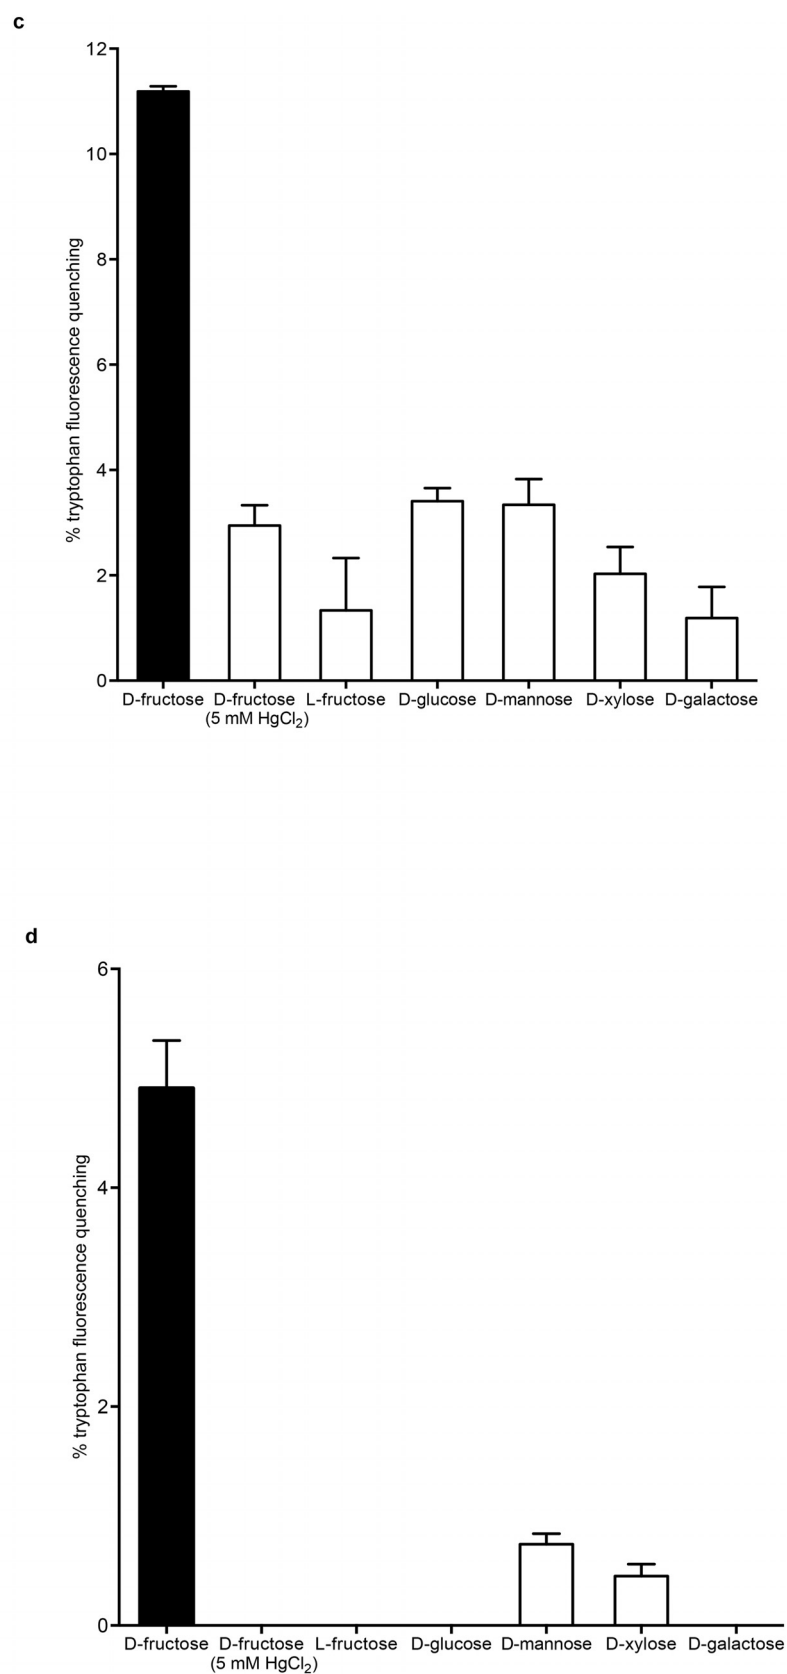 c
12
10
8
6
4
2
0
% tryptophan fluorescence quenching
D-fructose D-fructose L-fructose D-glucose D-mannose D-xylose D-galactose
(5 mM HgCl₂)
d
6
4
2
0
% tryptophan fluorescence quenching
D-fructose D-fructose L-fructose D-glucose D-mannose D-xylose D-galactose
(5 mM HgCl₂)